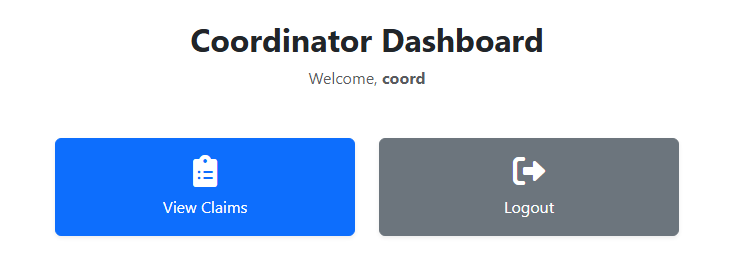 Coordinator Dashboard
Welcome, coord
View Claims
Logout